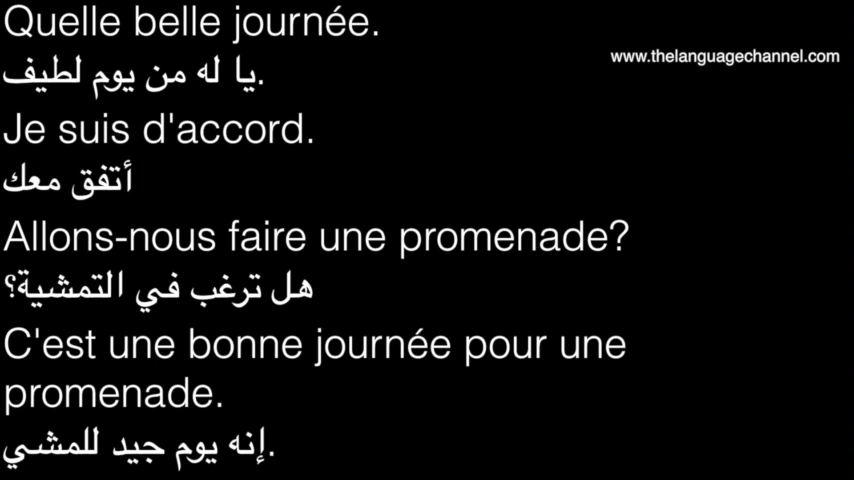 Quelle belle journée.
www.thelanguagechannel.com
يا له من يوم لطيف.
Je suis d'accord.
أتفق معك
Allons-nous faire une promenade?
هل ترغب في التمشية؟
C'est une bonne journée pour une
promenade.
إنه يوم جيد للمشي.